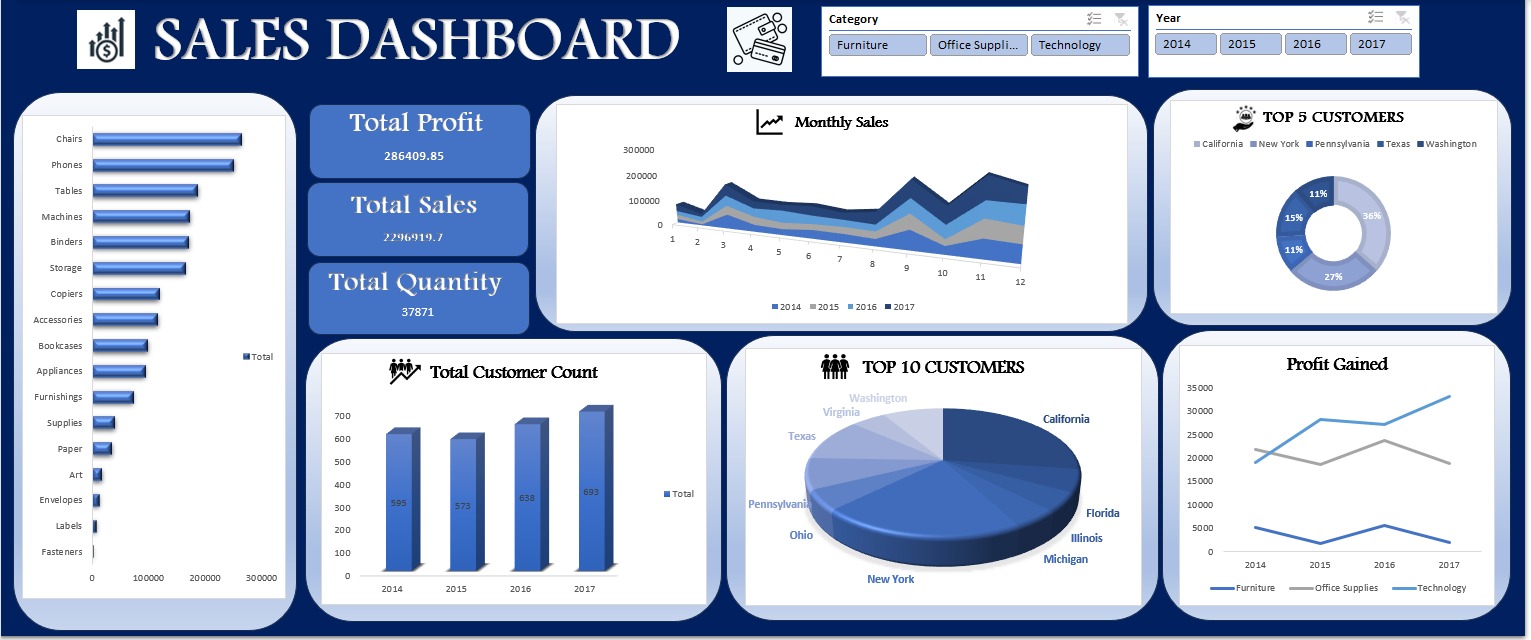 SALES DASHBOARD
Category
Furniture
Office Suppli...
Technology
Year
2014
2015
2016
2017
Chairs
Phones
Tables
Machines
Binders
Storage
Copiers
Accessories
Bookcases
Appliances
Furnishings
Supplies
Paper
Art
Envelopes
Labels
Fasteners
0
100000
200000
300000
Total
Total Profit
286409.85
Total Sales
2296919.7
Total Quantity
37871
Monthly Sales
300000
200000
100000
0
1
2
3
4
5
6
7
8
9
10
11
12
2014
2015
2016
2017
TOP 5 CUSTOMERS
California
New York
Pennsylvania
Texas
Washington
11%
36%
15%
11%
27%
Total Customer Count
700
600
500
400
300
200
100
0
595
573
638
693
2014
2015
2016
2017
Total
TOP 10 CUSTOMERS
Washington
Virginia
Texas
Pennsylvania
Ohio
New York
Michigan
Illinois
Florida
California
Profit Gained
35000
30000
25000
20000
15000
10000
5000
0
2014
2015
2016
2017
Furniture
Office Supplies
Technology